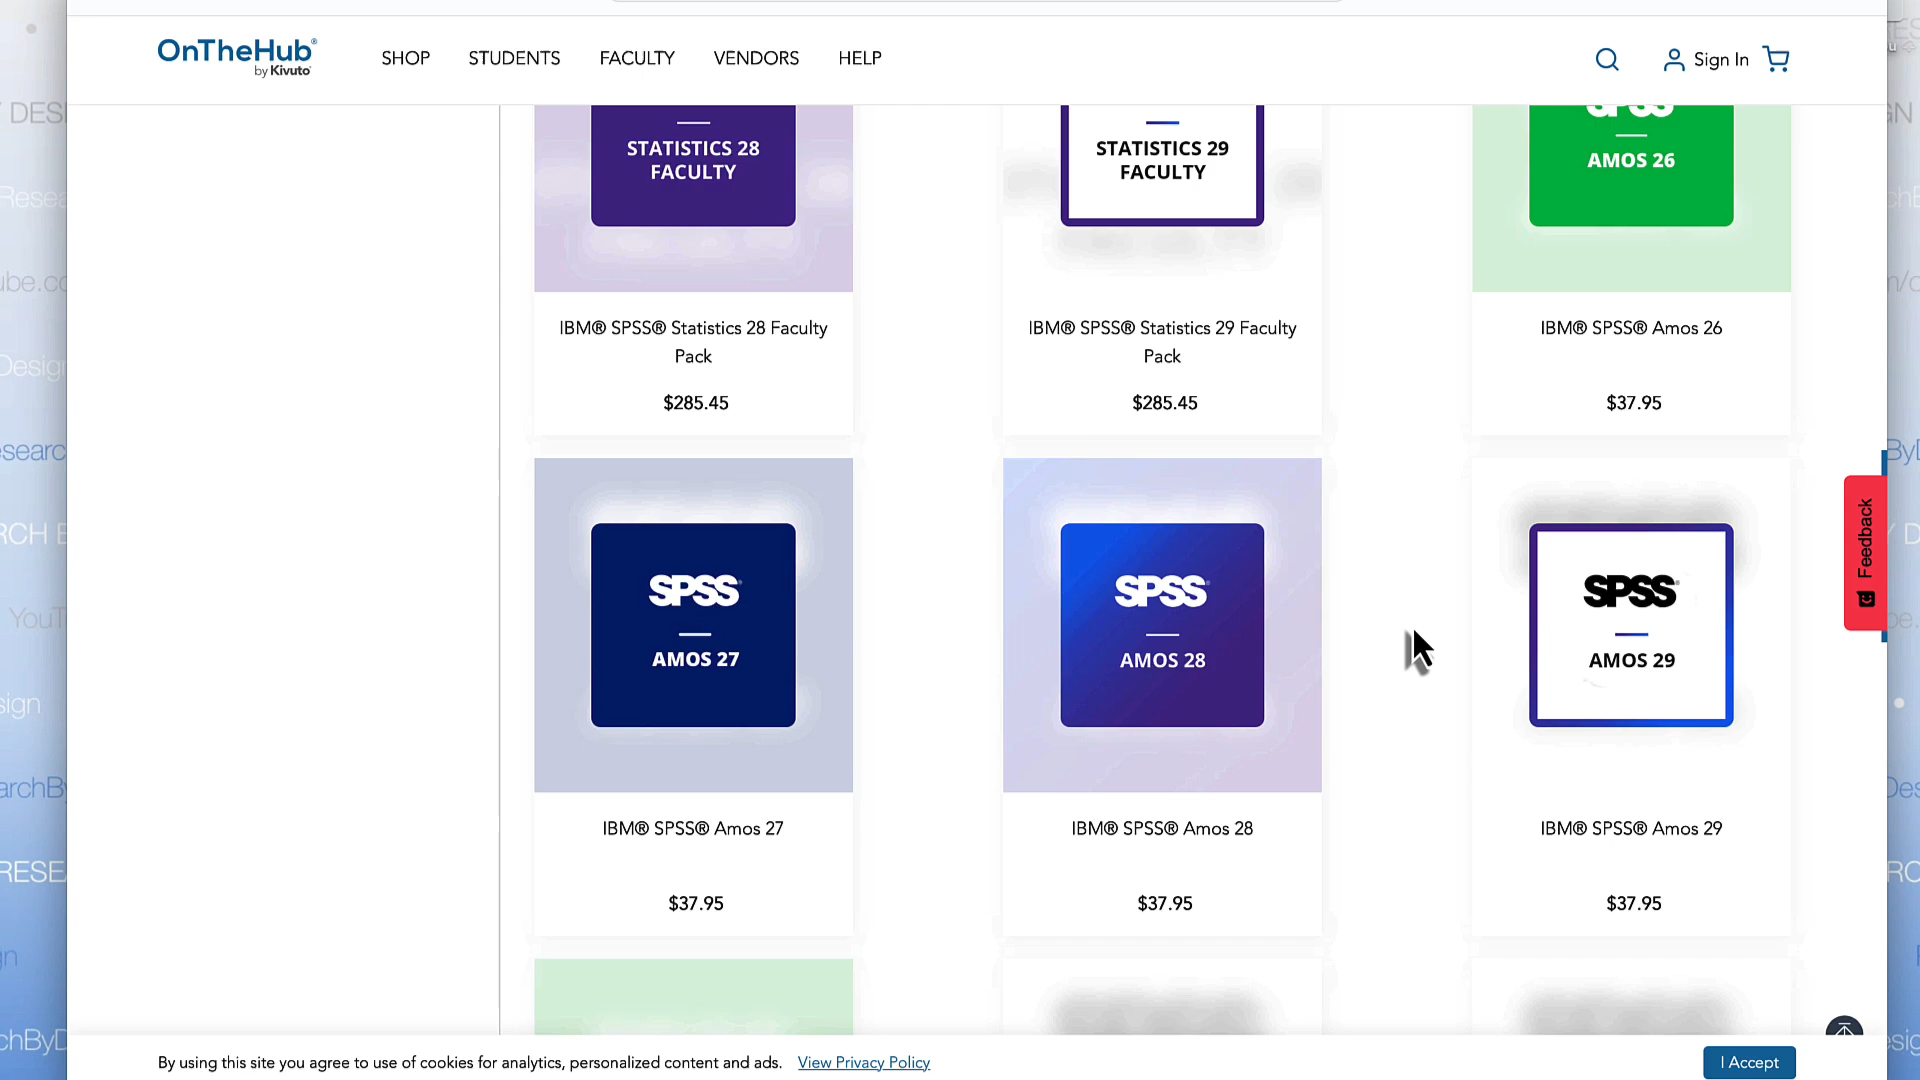 OnTheHub®
by Kivuto
SHOP STUDENTS FACULTY VENDORS HELP
Sign In
STATISTICS 28
FACULTY
STATISTICS 29
FACULTY
SPSS
AMOS 26
IBM® SPSS® Statistics 28 Faculty
Pack
$285.45
IBM® SPSS® Statistics 29 Faculty
Pack
$285.45
IBM® SPSS® Amos 26
$37.95
SPSS
AMOS 27
SPSS
AMOS 28
SPSS
AMOS 29
IBM® SPSS® Amos 27
$37.95
IBM® SPSS® Amos 28
$37.95
IBM® SPSS® Amos 29
$37.95
Feedback
By using this site you agree to use of cookies for analytics, personalized content and ads. View Privacy Policy
I Accept